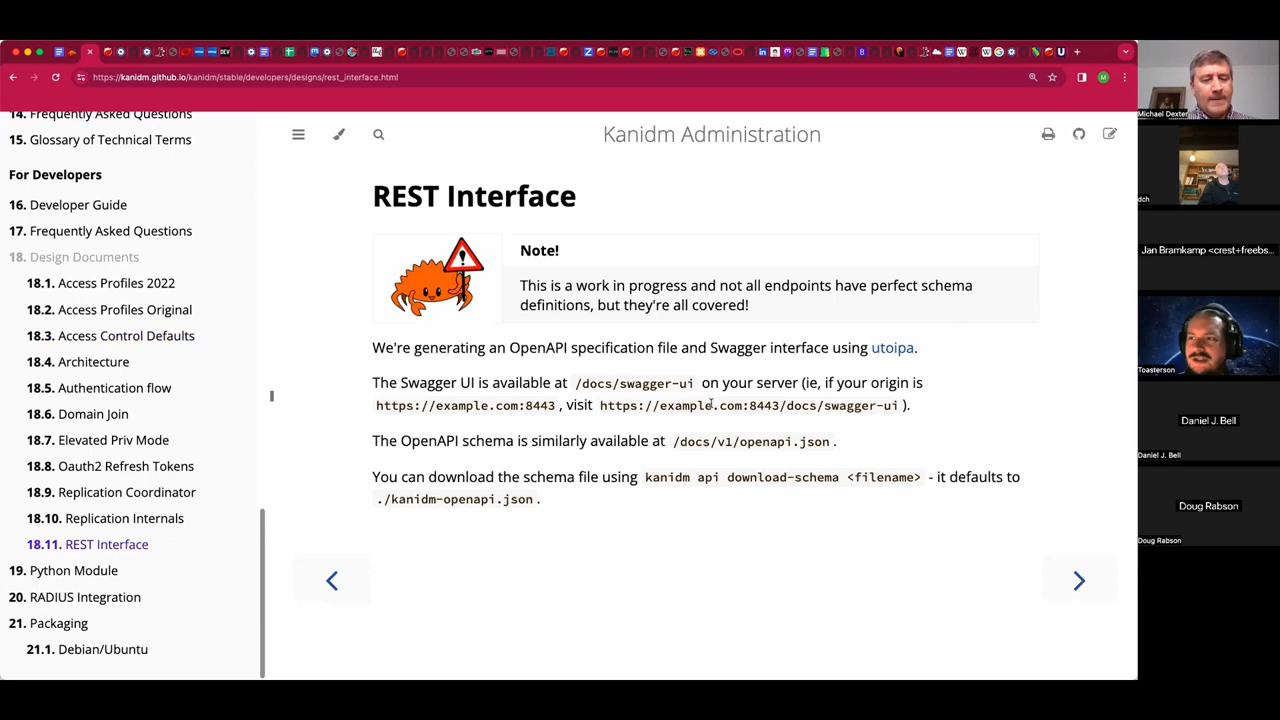 https://kanidm.github.io/kanidm/stable/developers/designs/rest_interface.html
14. Frequently Asked Questions
15. Glossary of Technical Terms
For Developers
16. Developer Guide
17. Frequently Asked Questions
18. Design Documents
18.1. Access Profiles 2022
18.2. Access Profiles Original
18.3. Access Control Defaults
18.4. Architecture
18.5. Authentication flow
18.6. Domain Join
18.7. Elevated Priv Mode
18.8. Oauth2 Refresh Tokens
18.9. Replication Coordinator
18.10. Replication Internals
18.11. REST Interface
19. Python Module
20. RADIUS Integration
21. Packaging
21.1. Debian/Ubuntu
Kanidm Administration
REST Interface
Note!
This is a work in progress and not all endpoints have perfect schema
definitions, but they're all covered!
We're generating an OpenAPI specification file and Swagger interface using utoipa.
The Swagger UI is available at /docs/swagger-ui on your server (ie, if your origin is
https://example.com:8443, visit https://example.com:8443/docs/swagger-ui).
The OpenAPI schema is similarly available at /docs/v1/openapi.json.
You can download the schema file using kanidm api download-schema <filename> - it defaults to
./kanidm-openapi.json.
Michael Dexter
dch
Jan Bramkamp <crest+freebs...
Toasterson
Daniel J. Bell
Daniel J. Bell
Doug Rabson
Doug Rabson